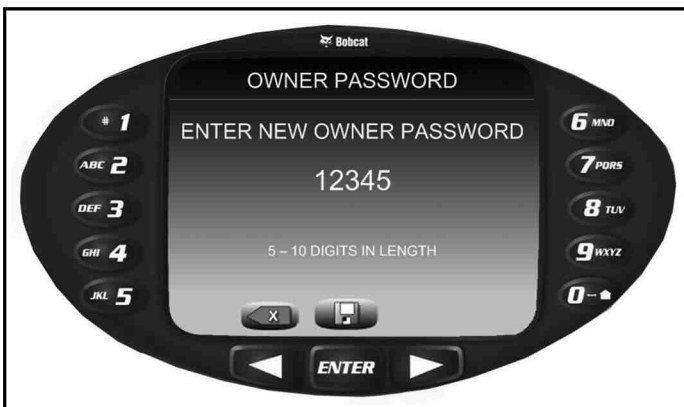 Bobcat
OWNER PASSWORD
ENTER NEW OWNER PASSWORD
12345
5 – 10 DIGITS IN LENGTH
X
# 1
ABC 2
DEF 3
GHI 4
JKL 5
6 MNO
7 PQRS
8 TUV
9 WXYZ
0
ENTER